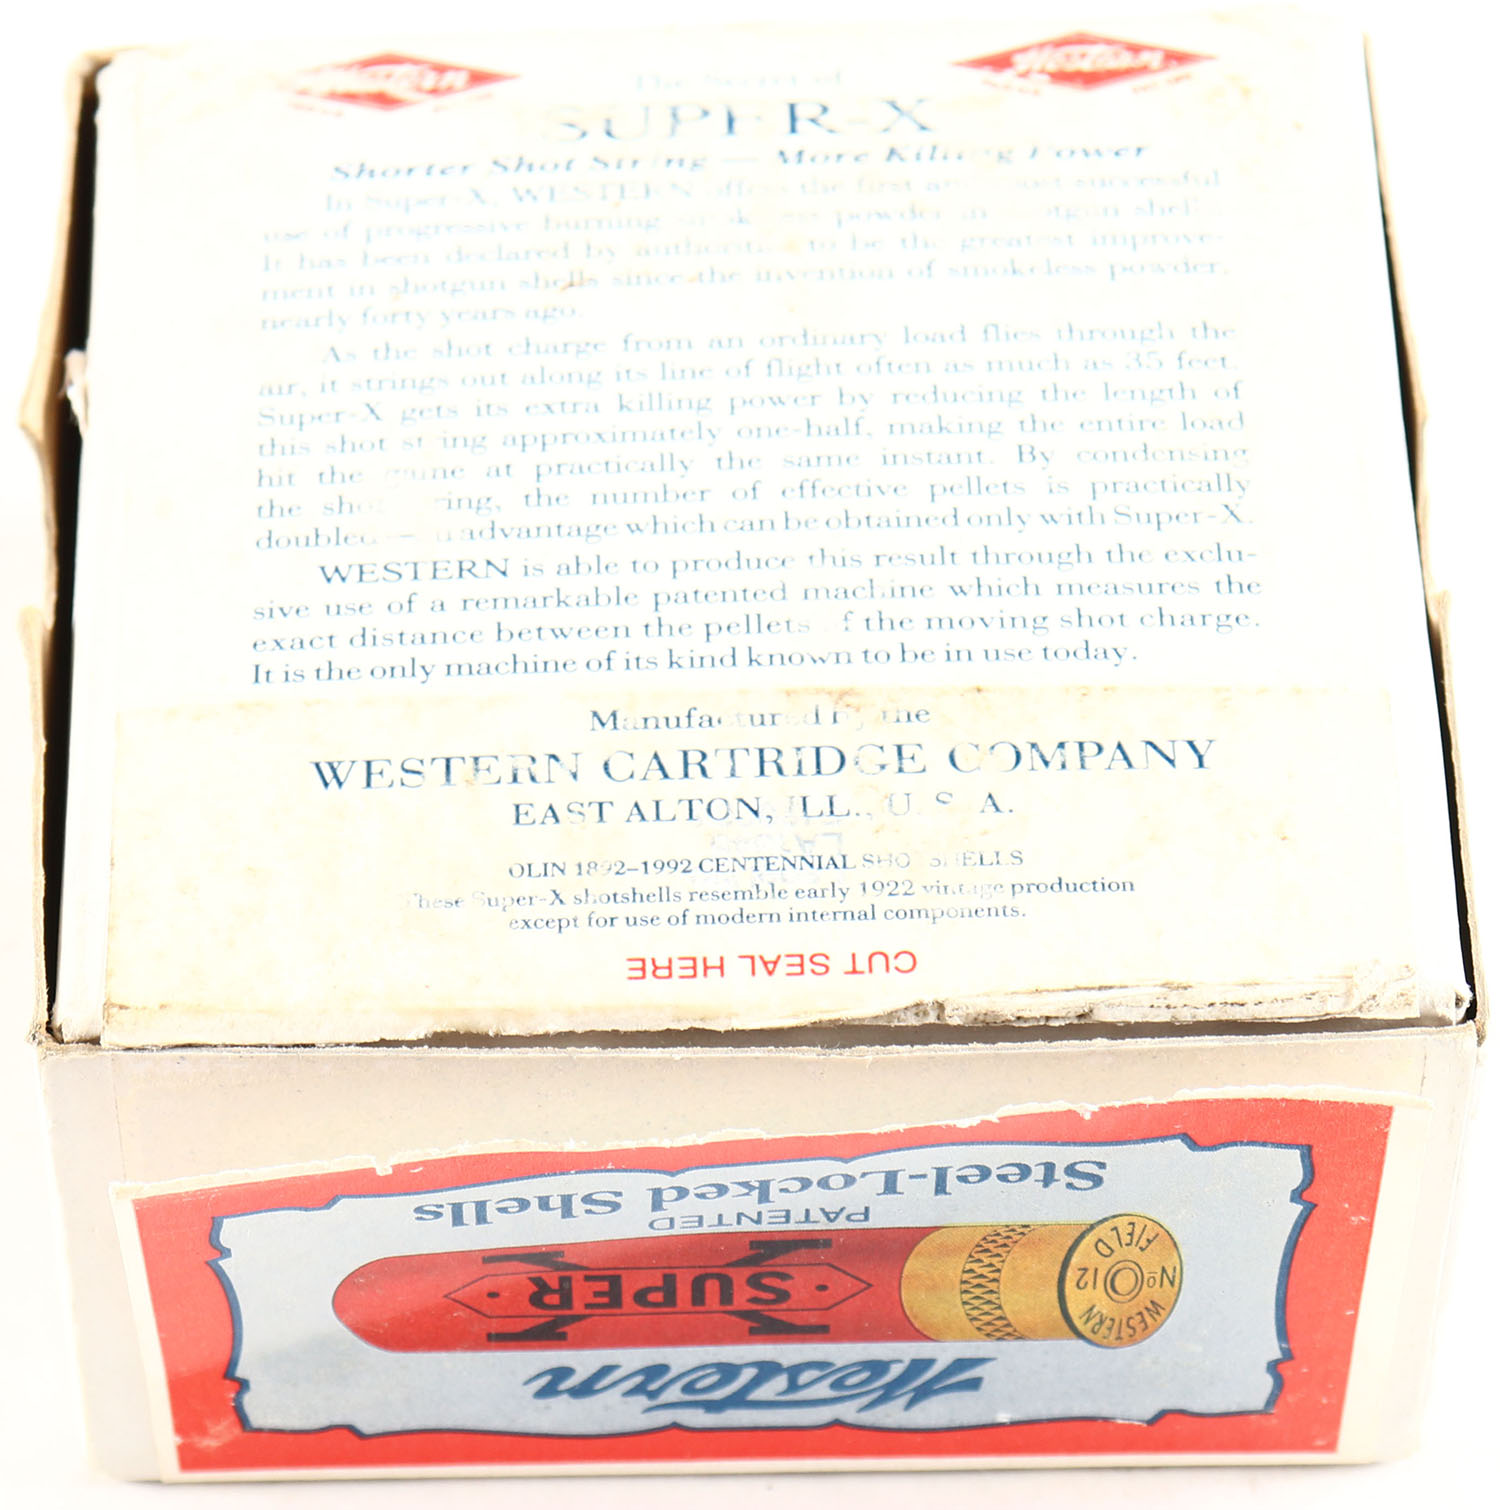 Western
Western
The Secret of
SUPER-X
Shorter Shot String — More Killing Power
In Super-X, WESTERN offers the first and most successful
use of progressive burning smokeless powder in shotgun shells.
It has been declared by authorities to be the greatest improve-
ment in shotgun shells since the invention of smokeless powder,
nearly forty years ago.
As the shot charge from an ordinary load flies through the
air, it strings out along its line of flight often as much as 35 feet.
Super-X gets its extra killing power by reducing the length of
this shot string approximately one-half, making the entire load
hit the game at practically the same instant. By condensing
the shot string, the number of effective pellets is practically
doubled — advantage which can be obtained only with Super-X.
WESTERN is able to produce this result through the exclu-
sive use of a remarkable patented machine which measures the
exact distance between the pellets of the moving shot charge.
It is the only machine of its kind known to be in use today.
Manufactured by the
WESTERN CARTRIDGE COMPANY
EAST ALTON, ILL., U. S. A.
OLIN 1892–1992 CENTENNIAL SHOTSHELLS
These Super-X shotshells resemble early 1922 vintage production
except for use of modern internal components.
CUT SEAL HERE
Western
SUPER
X
WESTERN
No 12
FIELD
PATENTED
Steel-Locked Shells